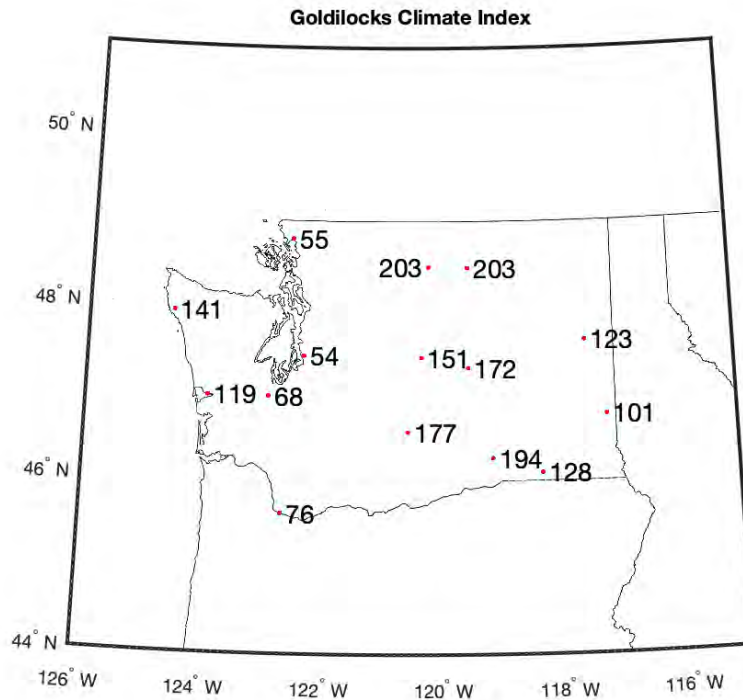 Goldilocks Climate Index
50° N
55
203 203
48° N
141
123
54 151
172
119 68
101
177
46° N
194
128
76
44° N
126° W 124° W 122° W 120° W 118° W 116° W